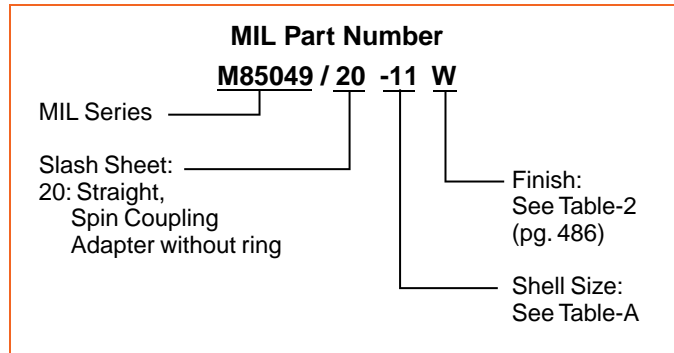 MIL Part Number
M85049 / 20 -11 W
MIL Series
Slash Sheet:
20: Straight,
Spin Coupling
Adapter without ring
Finish:
See Table-2
(pg. 486)
Shell Size:
See Table-A